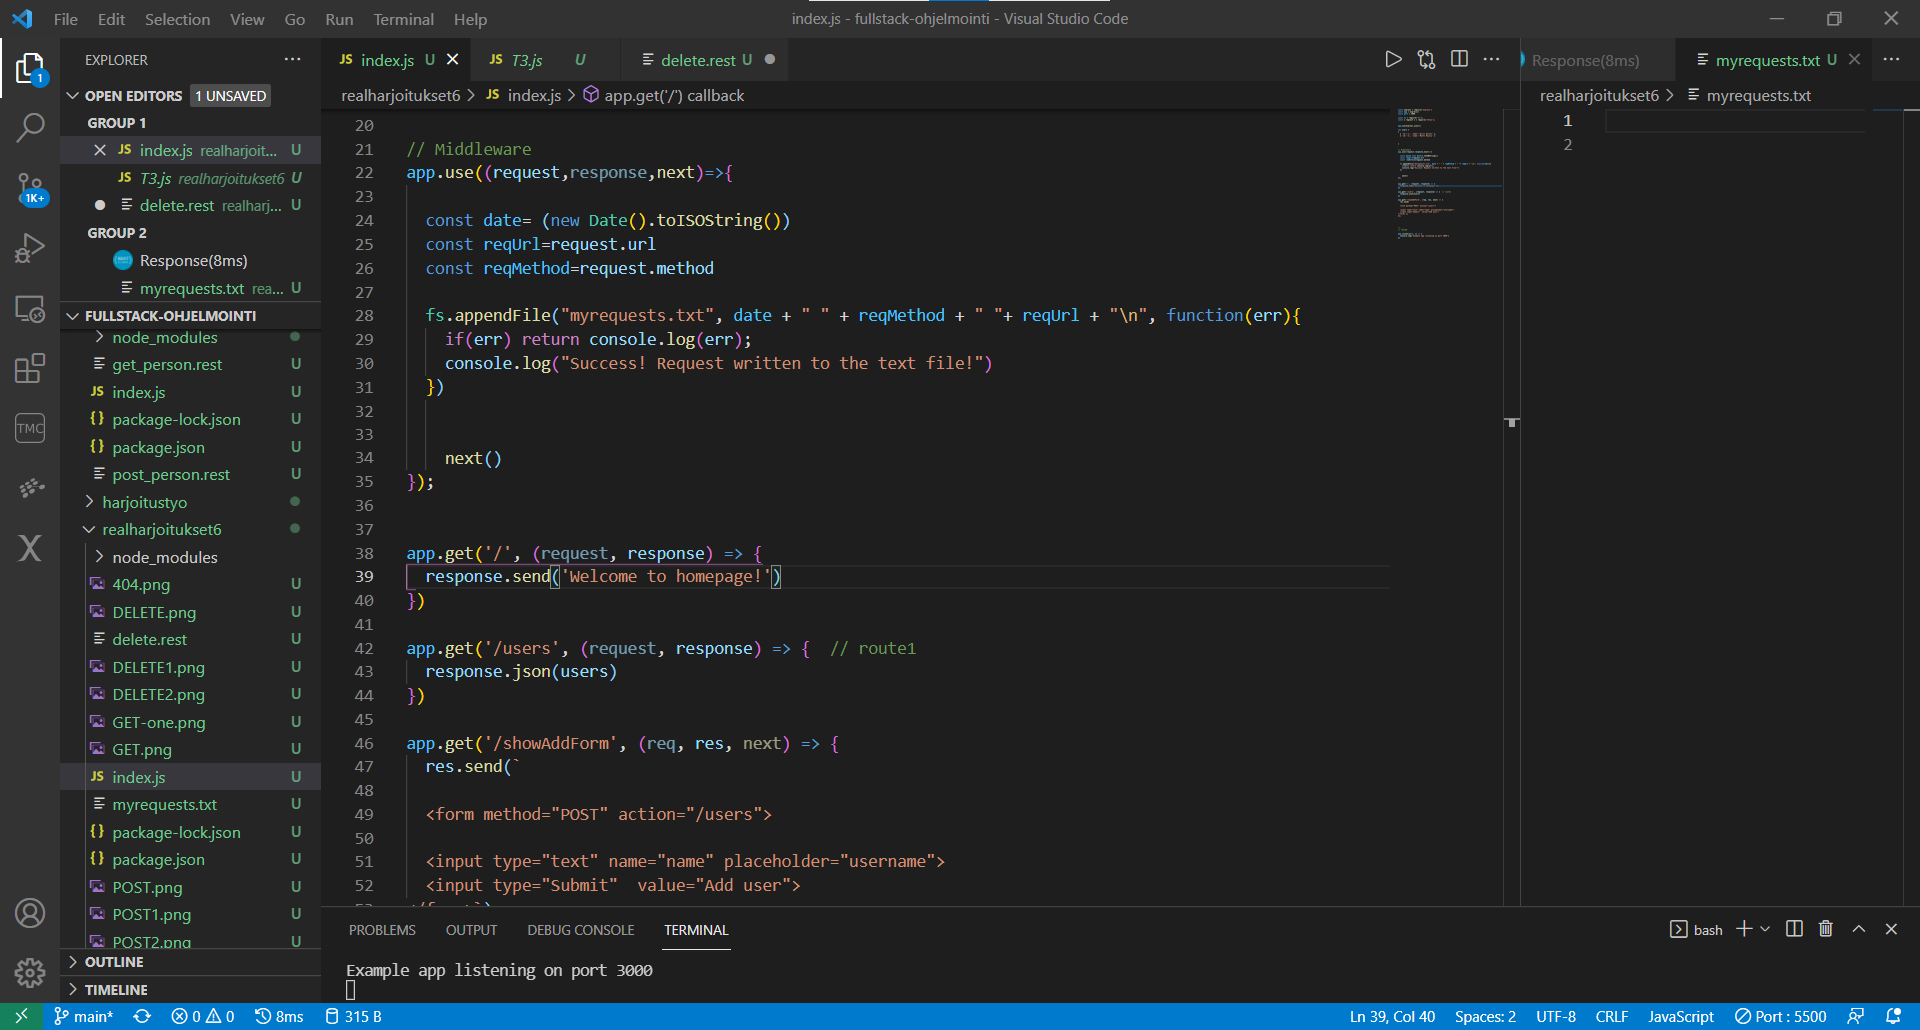 File Edit Selection View Go Run Terminal Help
index.js - fullstack-ohjelmointi - Visual Studio Code
EXPLORER
OPEN EDITORS 1 UNSAVED
GROUP 1
JS index.js realharjoit... U
JS T3.js realharjoitukset6 U
delete.rest realharj... U
GROUP 2
Response(8ms)
myrequests.txt rea... U
FULLSTACK-OHJELMOINTI
node_modules
get_person.rest U
JS index.js U
{} package-lock.json U
{} package.json U
post_person.rest U
harjoitustyo
realharjoitukset6
node_modules
404.png U
DELETE.png U
delete.rest U
DELETE1.png U
DELETE2.png U
GET-one.png U
GET.png U
JS index.js U
myrequests.txt U
{} package-lock.json U
{} package.json U
POST.png U
POST1.png U
POST2.png U
OUTLINE
TIMELINE
1
1K+
TMC
JS index.js U
JS T3.js U
delete.rest U
realharjoitukset6 > JS index.js > app.get('/') callback
20
21 // Middleware
22 app.use((request,response,next)=>{
23
24 const date= (new Date().toISOString())
25 const reqUrl=request.url
26 const reqMethod=request.method
27
28 fs.appendFile("myrequests.txt", date + " " + reqMethod + " "+ reqUrl + "\n", function(err){
29 if(err) return console.log(err);
30 console.log("Success! Request written to the text file!")
31 })
32
33
34 next()
35 });
36
37
38 app.get('/', (request, response) => {
39 response.send('Welcome to homepage!')
40 })
41
42 app.get('/users', (request, response) => {  // route1
43 response.json(users)
44 })
45
46 app.get('/showAddForm', (req, res, next) => {
47 res.send(`
48
49 <form method="POST" action="/users">
50
51 <input type="text" name="name" placeholder="username">
52 <input type="Submit"  value="Add user">
Response(8ms)
myrequests.txt U
realharjoitukset6 > myrequests.txt
1
2
PROBLEMS OUTPUT DEBUG CONSOLE TERMINAL
bash
Example app listening on port 3000
main* 0 0 8ms 315 B
Ln 39, Col 40 Spaces: 2 UTF-8 CRLF JavaScript Port : 5500